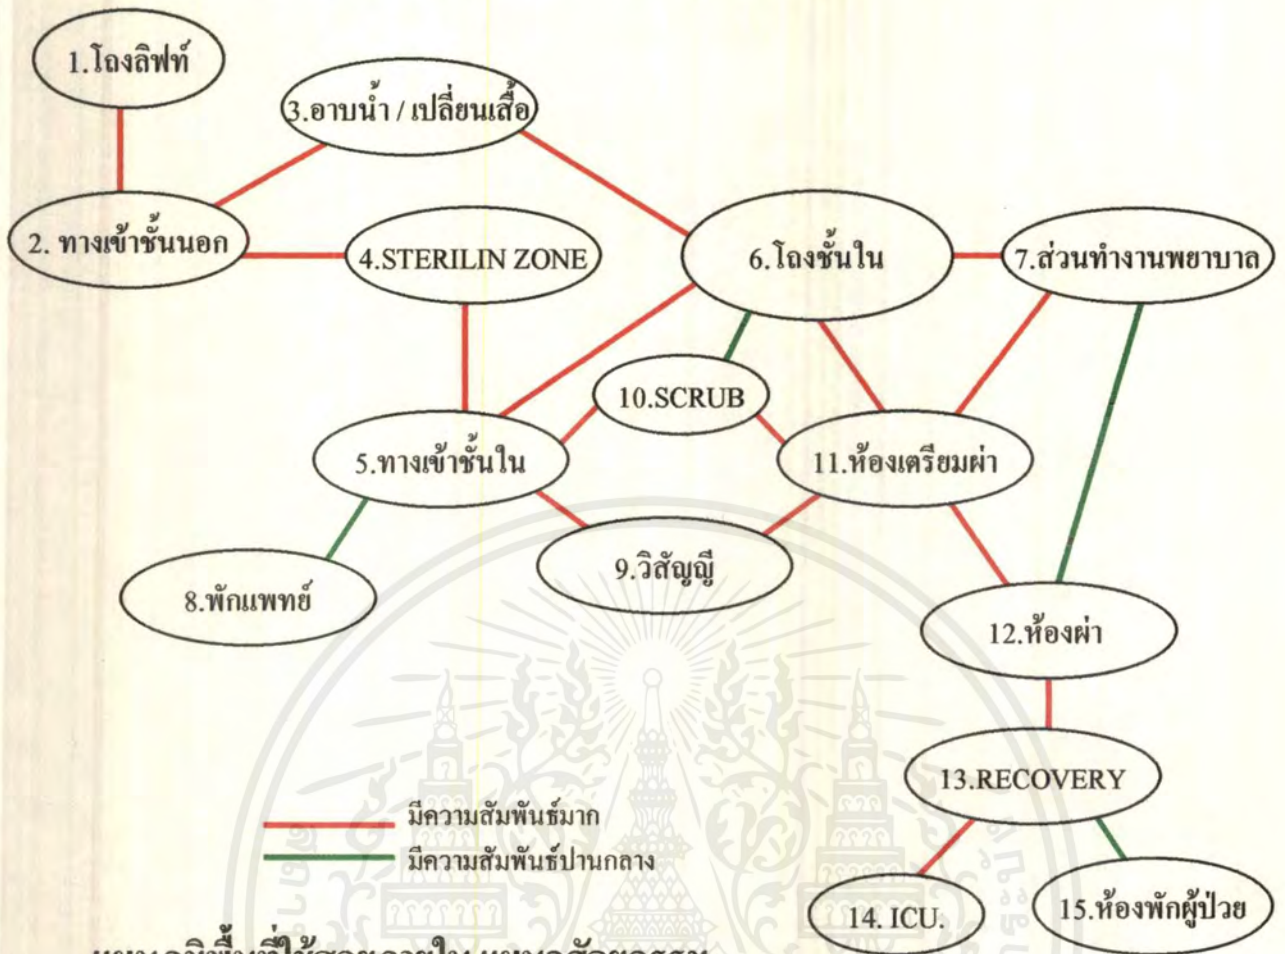 1.โถงลิฟท์
3.อาบน้ำ / เปลี่ยนเสื้อ
2. ทางเข้าชั้นนอก
4.STERILIN ZONE
6.โถงชั้นใน
7.ส่วนทำงานพยาบาล
10.SCRUB
5.ทางเข้าชั้นใน
11.ห้องเตรียมผ่า
9.วิสัญญี
8.พักแพทย์
12.ห้องผ่า
13.RECOVERY
มีความสัมพันธ์มาก
มีความสัมพันธ์ปานกลาง
14. ICU.
15.ห้องพักผู้ป่วย